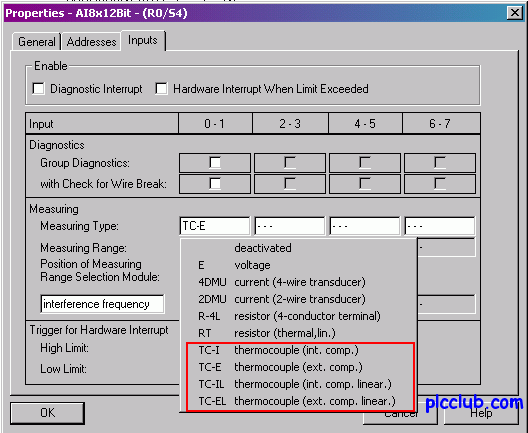 Properties - AI8x12Bit - (R0/S4)
General Addresses Inputs
Enable
Diagnostic Interrupt Hardware Interrupt When Limit Exceeded
Input 0 - 1 2 - 3 4 - 5 6 - 7
Diagnostics
Group Diagnostics:
with Check for Wire Break:
Measuring
Measuring Type: TC-E - - - - - - - - -
Measuring Range:
Position of Measuring
Range Selection Module:
interference frequency
Trigger for Hardware Interrupt
High Limit:
Low Limit:
deactivated
E voltage
4DMU current (4-wire transducer)
2DMU current (2-wire transducer)
R-4L resistor (4-conductor terminal)
RT resistor (thermal,lin.)
TC-I thermocouple (int. comp.)
TC-E thermocouple (ext. comp.)
TC-IL thermocouple (int. comp. linear.)
TC-EL thermocouple (ext. comp. linear.)
OK Cancel Help
plcclub.com